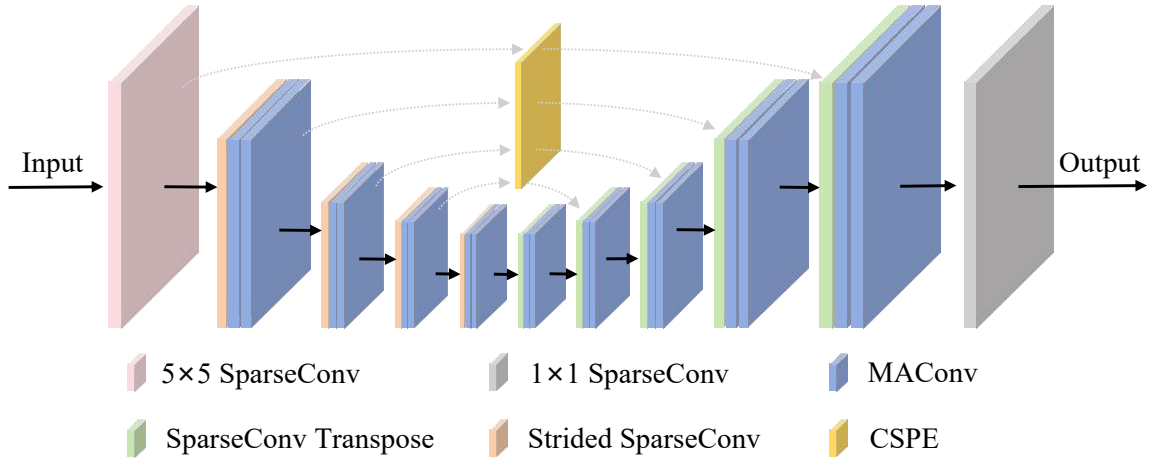 Input
Output
5×5 SparseConv
1×1 SparseConv
MAConv
SparseConv Transpose
Strided SparseConv
CSPE